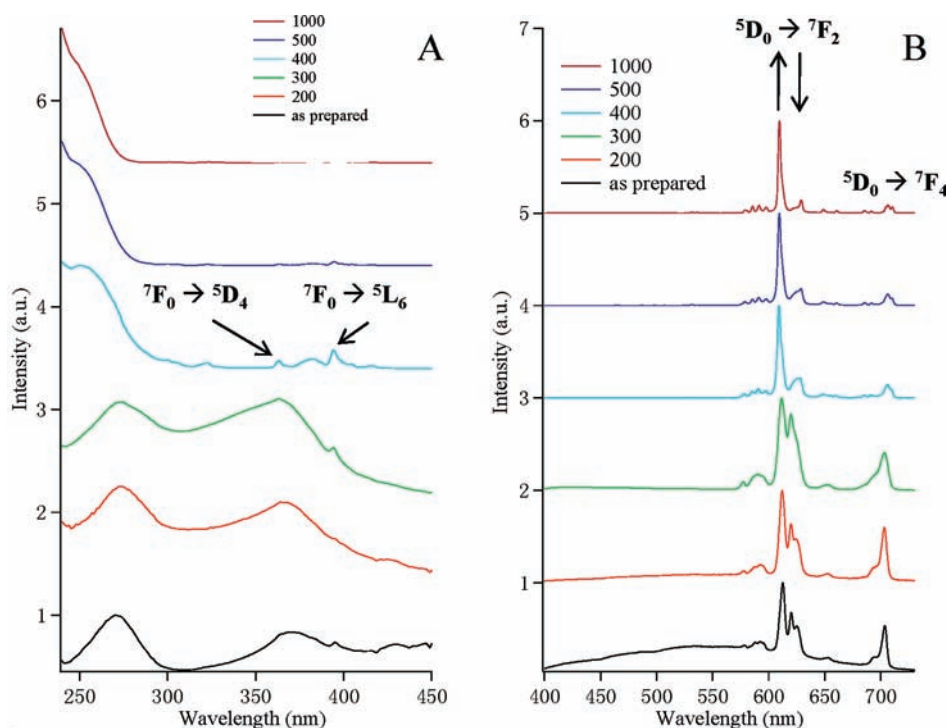 A
1000
500
400
300
200
as prepared
⁷F₀ → ⁵D₄
⁷F₀ → ⁵L₆
6
5
4
3
2
1
Intensity (a.u.)
250
300
350
400
450
Wavelength (nm)
B
⁵D₀ → ⁷F₂
1000
500
400
300
200
as prepared
⁵D₀ → ⁷F₄
7
6
5
4
3
2
1
Intensity (a.u.)
400
450
500
550
600
650
700
Wavelength (nm)